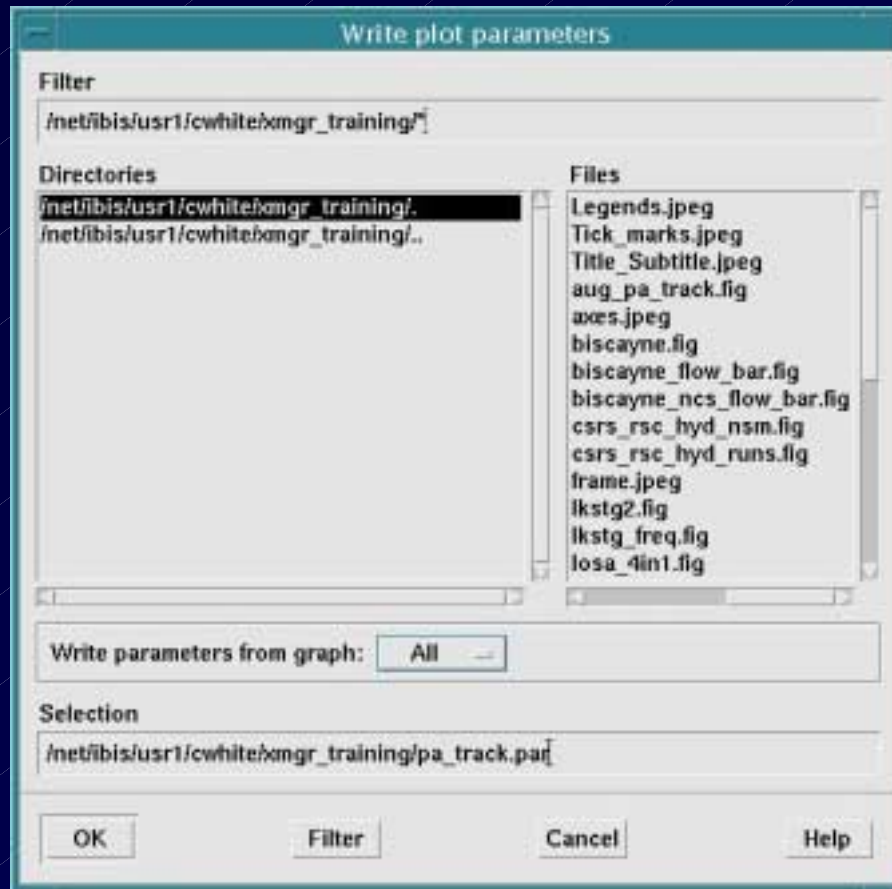 Write plot parameters
Filter
/net/ibis/usr1/cwhite/xmgr_training/*
Directories
/net/ibis/usr1/cwhite/xmgr_training/.
/net/ibis/usr1/cwhite/xmgr_training/..
Files
Legends.jpeg
Tick_marks.jpeg
Title_Subtitle.jpeg
aug_pa_track.fig
axes.jpeg
biscayne.fig
biscayne_flow_bar.fig
biscayne_ncs_flow_bar.fig
csrs_rsc_hyd_nsm.fig
csrs_rsc_hyd_runs.fig
frame.jpeg
lkstg2.fig
lkstg_freq.fig
losa_4in1.fig
Write parameters from graph: All
Selection
/net/ibis/usr1/cwhite/xmgr_training/pa_track.par
OK Filter Cancel Help